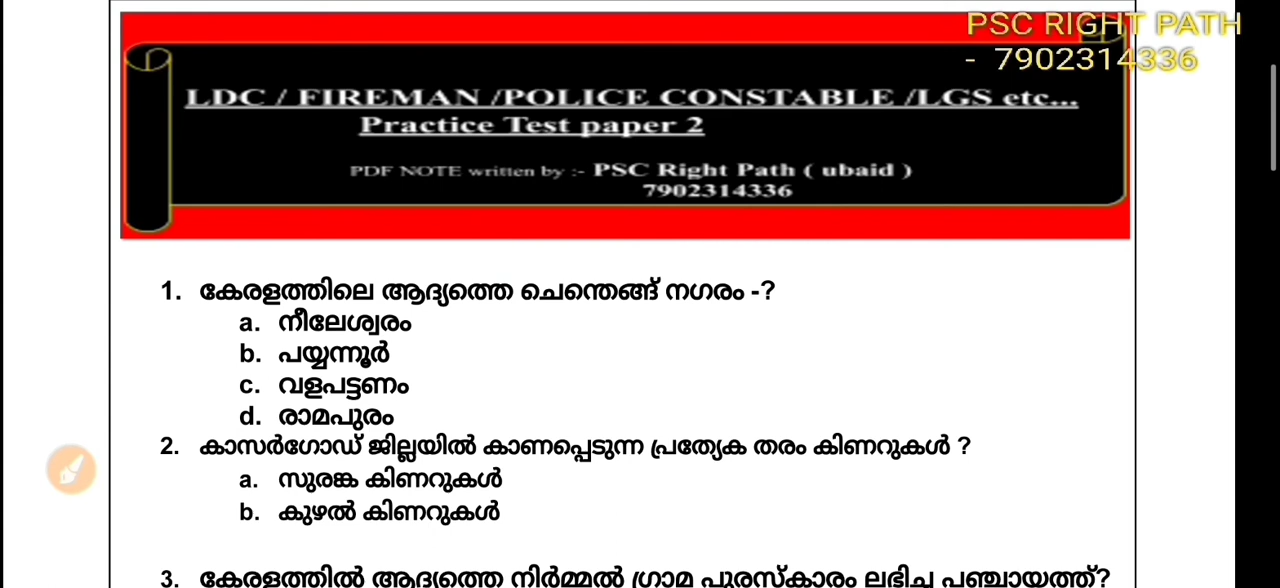 PSC RIGHT PATH
- 7902314336
LDC / FIREMAN /POLICE CONSTABLE /LGS etc...
Practice Test paper 2
PDF NOTE written by :- PSC Right Path ( ubaid )
7902314336
1. കേരളത്തിലെ ആദ്യത്തെ ചെന്തെങ്ങ് നഗരം -?
a. നീലേശ്വരം
b. പയ്യന്നൂർ
c. വളപട്ടണം
d. രാമപുരം
2. കാസർഗോഡ് ജില്ലയിൽ കാണപ്പെടുന്ന പ്രത്യേക തരം കിണറുകൾ ?
a. സുരങ്ക കിണറുകൾ
b. കുഴൽ കിണറുകൾ
3. കേരളത്തിൽ ആദ്യത്തെ നിർമ്മൽ ഗ്രാമ പുരസ്കാരം ലഭിച്ച പഞ്ചായത്ത്?